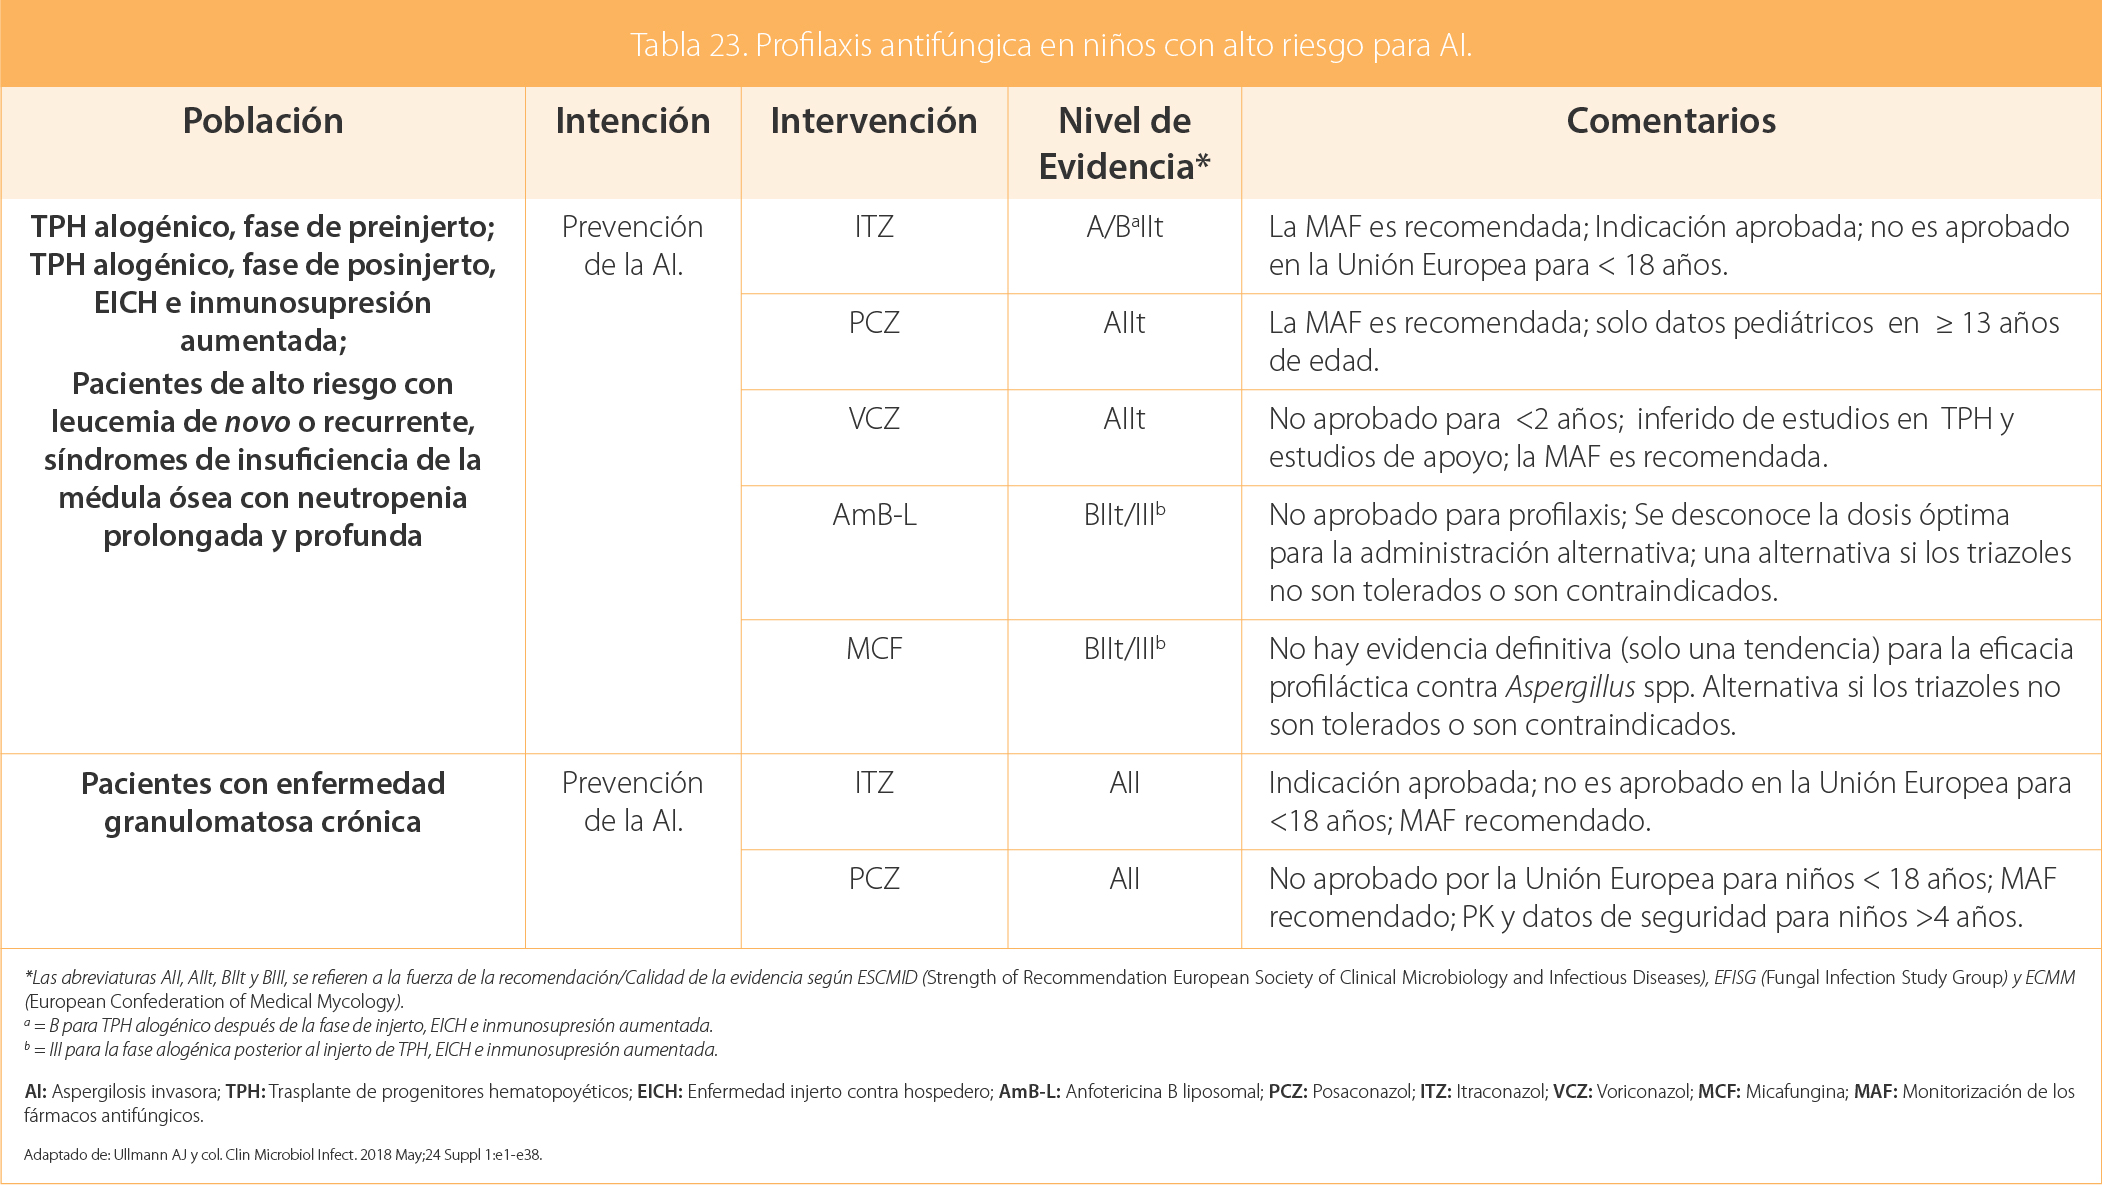 Tabla 23. Profilaxis antifúngica en niños con alto riesgo para AI.
Población
Intención
Intervención
Nivel de
Evidencia*
Comentarios
TPH alogénico, fase de preinjerto;
TPH alogénico, fase de posinjerto,
EICH e inmunosupresión
aumentada;
Pacientes de alto riesgo con
leucemia de novo o recurrente,
síndromes de insuficiencia de la
médula ósea con neutropenia
prolongada y profunda
Prevención
de la AI.
ITZ
A/BᵃIIt
La MAF es recomendada; Indicación aprobada; no es aprobado
en la Unión Europea para < 18 años.
PCZ
AIIt
La MAF es recomendada; solo datos pediátricos en ≥ 13 años
de edad.
VCZ
AIIt
No aprobado para <2 años; inferido de estudios en TPH y
estudios de apoyo; la MAF es recomendada.
AmB-L
BIIt/IIIᵇ
No aprobado para profilaxis; Se desconoce la dosis óptima
para la administración alternativa; una alternativa si los triazoles
no son tolerados o son contraindicados.
MCF
BIIt/IIIᵇ
No hay evidencia definitiva (solo una tendencia) para la eficacia
profiláctica contra Aspergillus spp. Alternativa si los triazoles no
son tolerados o son contraindicados.
Pacientes con enfermedad
granulomatosa crónica
Prevención
de la AI.
ITZ
AII
Indicación aprobada; no es aprobado en la Unión Europea para
<18 años; MAF recomendado.
PCZ
AII
No aprobado por la Unión Europea para niños < 18 años; MAF
recomendado; PK y datos de seguridad para niños >4 años.
*Las abreviaturas AII, AIIt, BIIt y BIII, se refieren a la fuerza de la recomendación/Calidad de la evidencia según ESCMID (Strength of Recommendation European Society of Clinical Microbiology and Infectious Diseases), EFISG (Fungal Infection Study Group) y ECMM
(European Confederation of Medical Mycology).
ᵃ = B para TPH alogénico después de la fase de injerto, EICH e inmunosupresión aumentada.
ᵇ = III para la fase alogénica posterior al injerto de TPH, EICH e inmunosupresión aumentada.
AI: Aspergilosis invasora; TPH: Trasplante de progenitores hematopoyéticos; EICH: Enfermedad injerto contra hospedero; AmB-L: Anfotericina B liposomal; PCZ: Posaconazol; ITZ: Itraconazol; VCZ: Voriconazol; MCF: Micafungina; MAF: Monitorización de los
fármacos antifúngicos.
Adaptado de: Ullmann AJ y col. Clin Microbiol Infect. 2018 May;24 Suppl 1:e1-e38.